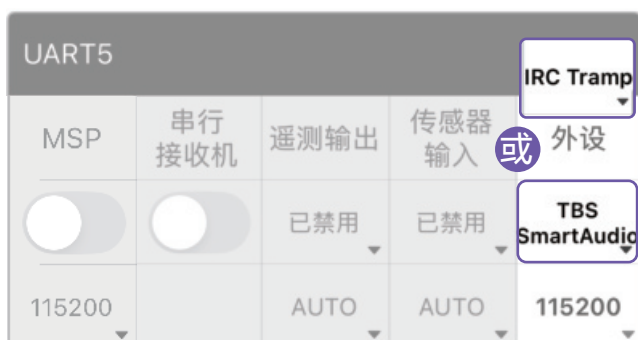 UART5
IRC Tramp
MSP
串行
接收机
遥测输出
传感器
输入
或
外设
已禁用
已禁用
TBS
SmartAudio
115200
AUTO
AUTO
115200